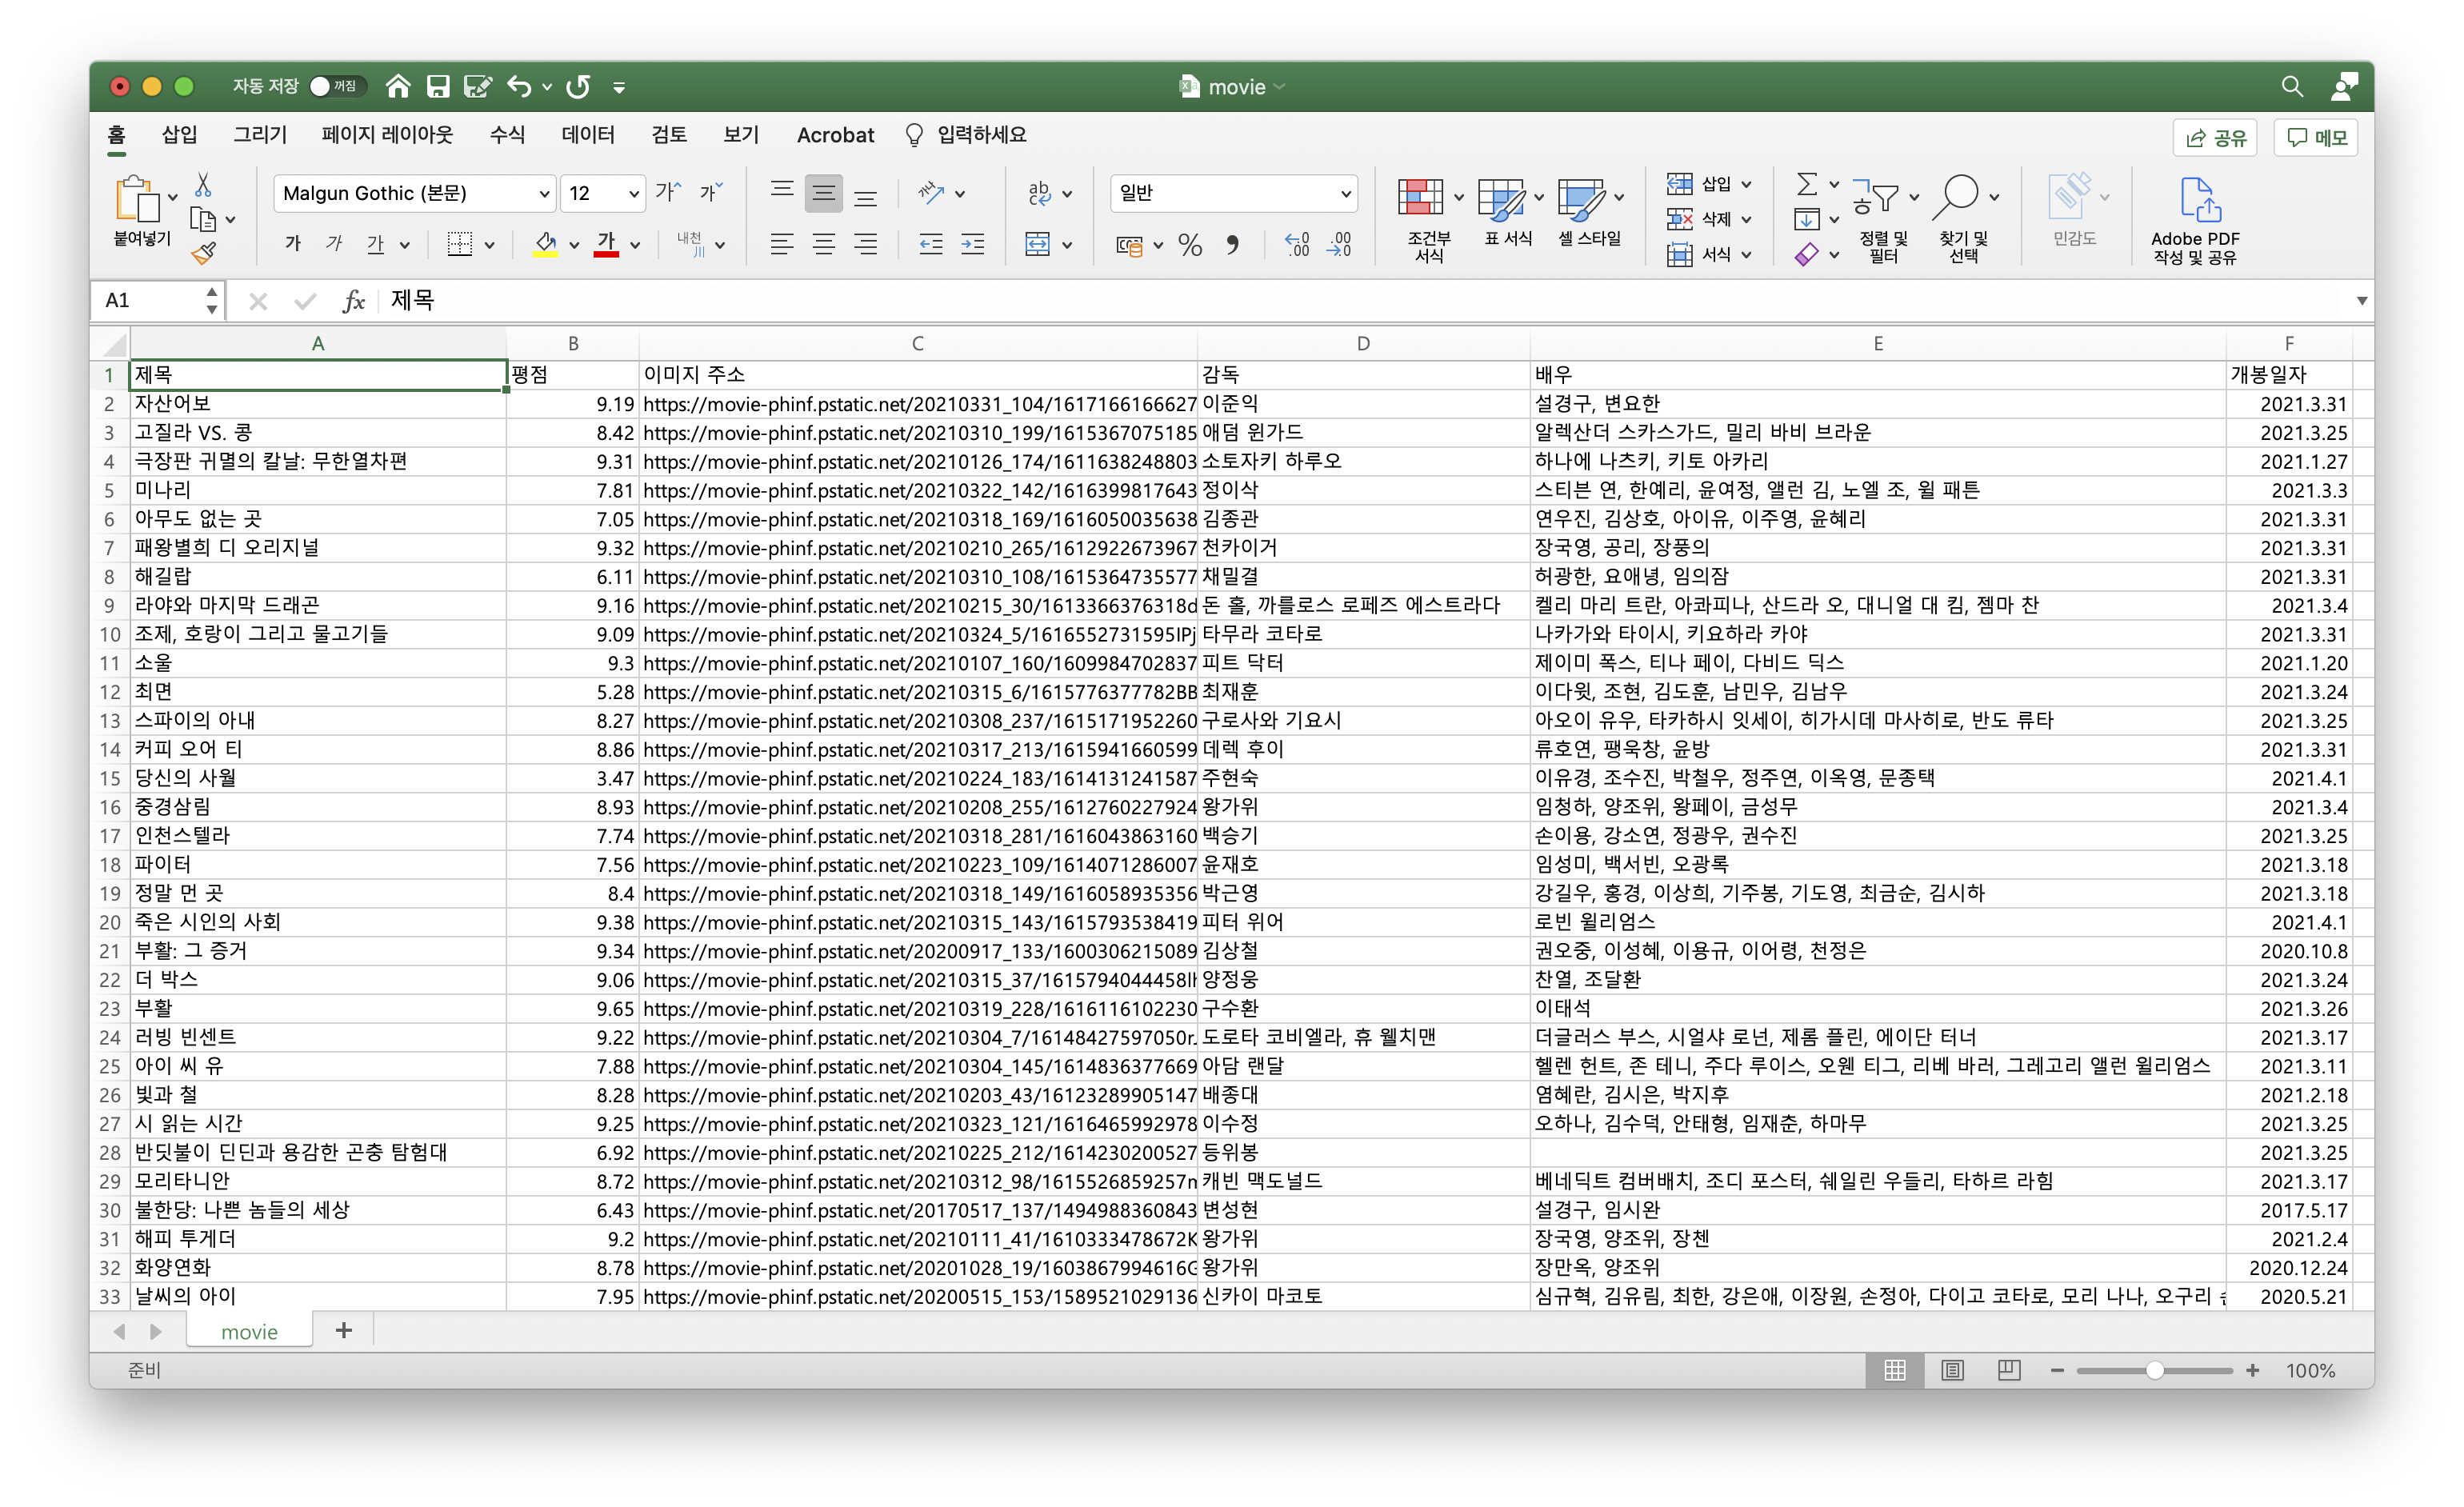 자동 저장 꺼짐 movie
홈 삽입 그리기 페이지 레이아웃 수식 데이터 검토 보기 Acrobat 입력하세요 공유 메모
붙여넣기 Malgun Gothic (본문) 12 가 가 일반 조건부 서식 표 서식 셀 스타일 삽입 삭제 서식 정렬 및 필터 찾기 및 선택 민감도 Adobe PDF 작성 및 공유
가 가 가 가 내천 川 % .00
A1 fx 제목
A B C D E F
1 제목 평점 이미지 주소 감독 배우 개봉일자
2 자산어보 9.19 https://movie-phinf.pstatic.net/20210331_104/1617166166627 이준익 설경구, 변요한 2021.3.31
3 고질라 VS. 콩 8.42 https://movie-phinf.pstatic.net/20210310_199/1615367075185 애덤 윈가드 알렉산더 스카스가드, 밀리 바비 브라운 2021.3.25
4 극장판 귀멸의 칼날: 무한열차편 9.31 https://movie-phinf.pstatic.net/20210126_174/1611638248803 소토자키 하루오 하나에 나츠키, 키토 아카리 2021.1.27
5 미나리 7.81 https://movie-phinf.pstatic.net/20210322_142/1616399817643 정이삭 스티븐 연, 한예리, 윤여정, 앨런 김, 노엘 조, 윌 패튼 2021.3.3
6 아무도 없는 곳 7.05 https://movie-phinf.pstatic.net/20210318_169/1616050035638 김종관 연우진, 김상호, 아이유, 이주영, 윤혜리 2021.3.31
7 패왕별희 디 오리지널 9.32 https://movie-phinf.pstatic.net/20210210_265/1612922673967 천카이거 장국영, 공리, 장풍의 2021.3.31
8 해길랍 6.11 https://movie-phinf.pstatic.net/20210310_108/1615364735577 채밀결 허광한, 요애녕, 임의잠 2021.3.31
9 라야와 마지막 드래곤 9.16 https://movie-phinf.pstatic.net/20210215_30/1613366376318d 돈 홀, 까를로스 로페즈 에스트라다 켈리 마리 트란, 아콰피나, 산드라 오, 대니얼 대 킴, 젬마 찬 2021.3.4
10 조제, 호랑이 그리고 물고기들 9.09 https://movie-phinf.pstatic.net/20210324_5/1616552731595IPj 타무라 코타로 나카가와 타이시, 키요하라 카야 2021.3.31
11 소울 9.3 https://movie-phinf.pstatic.net/20210107_160/1609984702837 피트 닥터 제이미 폭스, 티나 페이, 다비드 딕스 2021.1.20
12 최면 5.28 https://movie-phinf.pstatic.net/20210315_6/1615776377782BB 최재훈 이다윗, 조현, 김도훈, 남민우, 김남우 2021.3.24
13 스파이의 아내 8.27 https://movie-phinf.pstatic.net/20210308_237/1615171952260 구로사와 기요시 아오이 유우, 타카하시 잇세이, 히가시데 마사히로, 반도 류타 2021.3.25
14 커피 오어 티 8.86 https://movie-phinf.pstatic.net/20210317_213/1615941660599 데렉 후이 류호연, 팽욱창, 윤방 2021.3.31
15 당신의 사월 3.47 https://movie-phinf.pstatic.net/20210224_183/1614131241587 주현숙 이유경, 조수진, 박철우, 정주연, 이옥영, 문종택 2021.4.1
16 중경삼림 8.93 https://movie-phinf.pstatic.net/20210208_255/1612760227924 왕가위 임청하, 양조위, 왕페이, 금성무 2021.3.4
17 인천스텔라 7.74 https://movie-phinf.pstatic.net/20210318_281/1616043863160 백승기 손이용, 강소연, 정광우, 권수진 2021.3.25
18 파이터 7.56 https://movie-phinf.pstatic.net/20210223_109/1614071286007 윤재호 임성미, 백서빈, 오광록 2021.3.18
19 정말 먼 곳 8.4 https://movie-phinf.pstatic.net/20210318_149/1616058935356 박근영 강길우, 홍경, 이상희, 기주봉, 기도영, 최금순, 김시하 2021.3.18
20 죽은 시인의 사회 9.38 https://movie-phinf.pstatic.net/20210315_143/1615793538419 피터 위어 로빈 윌리엄스 2021.4.1
21 부활: 그 증거 9.34 https://movie-phinf.pstatic.net/20200917_133/1600306215089 김상철 권오중, 이성혜, 이용규, 이어령, 천정은 2020.10.8
22 더 박스 9.06 https://movie-phinf.pstatic.net/20210315_37/1615794044458 양정웅 찬열, 조달환 2021.3.24
23 부활 9.65 https://movie-phinf.pstatic.net/20210319_228/1616116102230 구수환 이태석 2021.3.26
24 러빙 빈센트 9.22 https://movie-phinf.pstatic.net/20210304_7/16148427597050r 도로타 코비엘라, 휴 웰치맨 더글러스 부스, 시얼샤 로넌, 제롬 플린, 에이단 터너 2021.3.17
25 아이 씨 유 7.88 https://movie-phinf.pstatic.net/20210304_145/1614836377669 아담 랜달 헬렌 헌트, 존 테니, 주다 루이스, 오웬 티그, 리베 바러, 그레고리 앨런 윌리엄스 2021.3.11
26 빛과 철 8.28 https://movie-phinf.pstatic.net/20210203_43/16123289905147 배종대 염혜란, 김시은, 박지후 2021.2.18
27 시 읽는 시간 9.25 https://movie-phinf.pstatic.net/20210323_121/1616465992978 이수정 오하나, 김수덕, 안태형, 임재춘, 하마무 2021.3.25
28 반딧불이 딘딘과 용감한 곤충 탐험대 6.92 https://movie-phinf.pstatic.net/20210225_212/1614230200527 등위봉 2021.3.25
29 모리타니안 8.72 https://movie-phinf.pstatic.net/20210312_98/1615526859257 캐빈 맥도널드 베네딕트 컴버배치, 조디 포스터, 쉐일린 우들리, 타하르 라힘 2021.3.17
30 불한당: 나쁜 놈들의 세상 6.43 https://movie-phinf.pstatic.net/20170517_137/1494988360843 변성현 설경구, 임시완 2017.5.17
31 해피 투게더 9.2 https://movie-phinf.pstatic.net/20210111_41/1610333478672K 왕가위 장국영, 양조위, 장첸 2021.2.4
32 화양연화 8.78 https://movie-phinf.pstatic.net/20201028_19/1603867994616G 왕가위 장만옥, 양조위 2020.12.24
33 날씨의 아이 7.95 https://movie-phinf.pstatic.net/20200515_153/1589521029136 신카이 마코토 심규혁, 김유림, 최한, 강은애, 이장원, 손정아, 다이고 코타로, 모리 나나, 오구리 2020.5.21
movie +
준비 100%